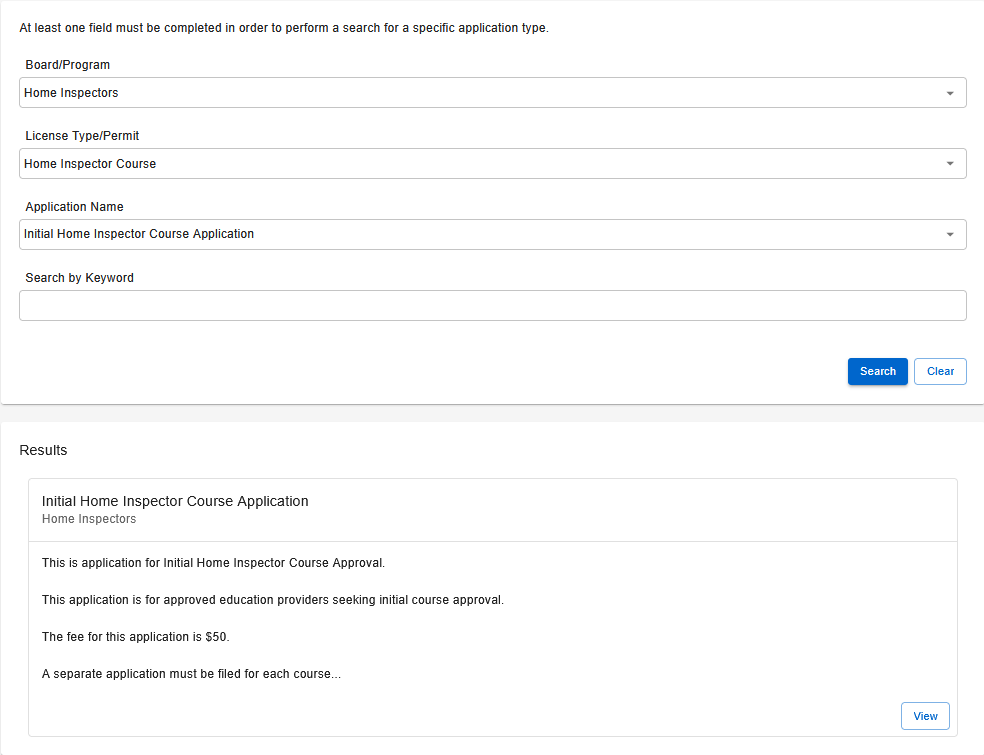 At least one field must be completed in order to perform a search for a specific application type.
Board/Program
Home Inspectors
License Type/Permit
Home Inspector Course
Application Name
Initial Home Inspector Course Application
Search by Keyword
Search
Clear
Results
Initial Home Inspector Course Application
Home Inspectors
This is application for Initial Home Inspector Course Approval.
This application is for approved education providers seeking initial course approval.
The fee for this application is $50.
A separate application must be filed for each course...
View